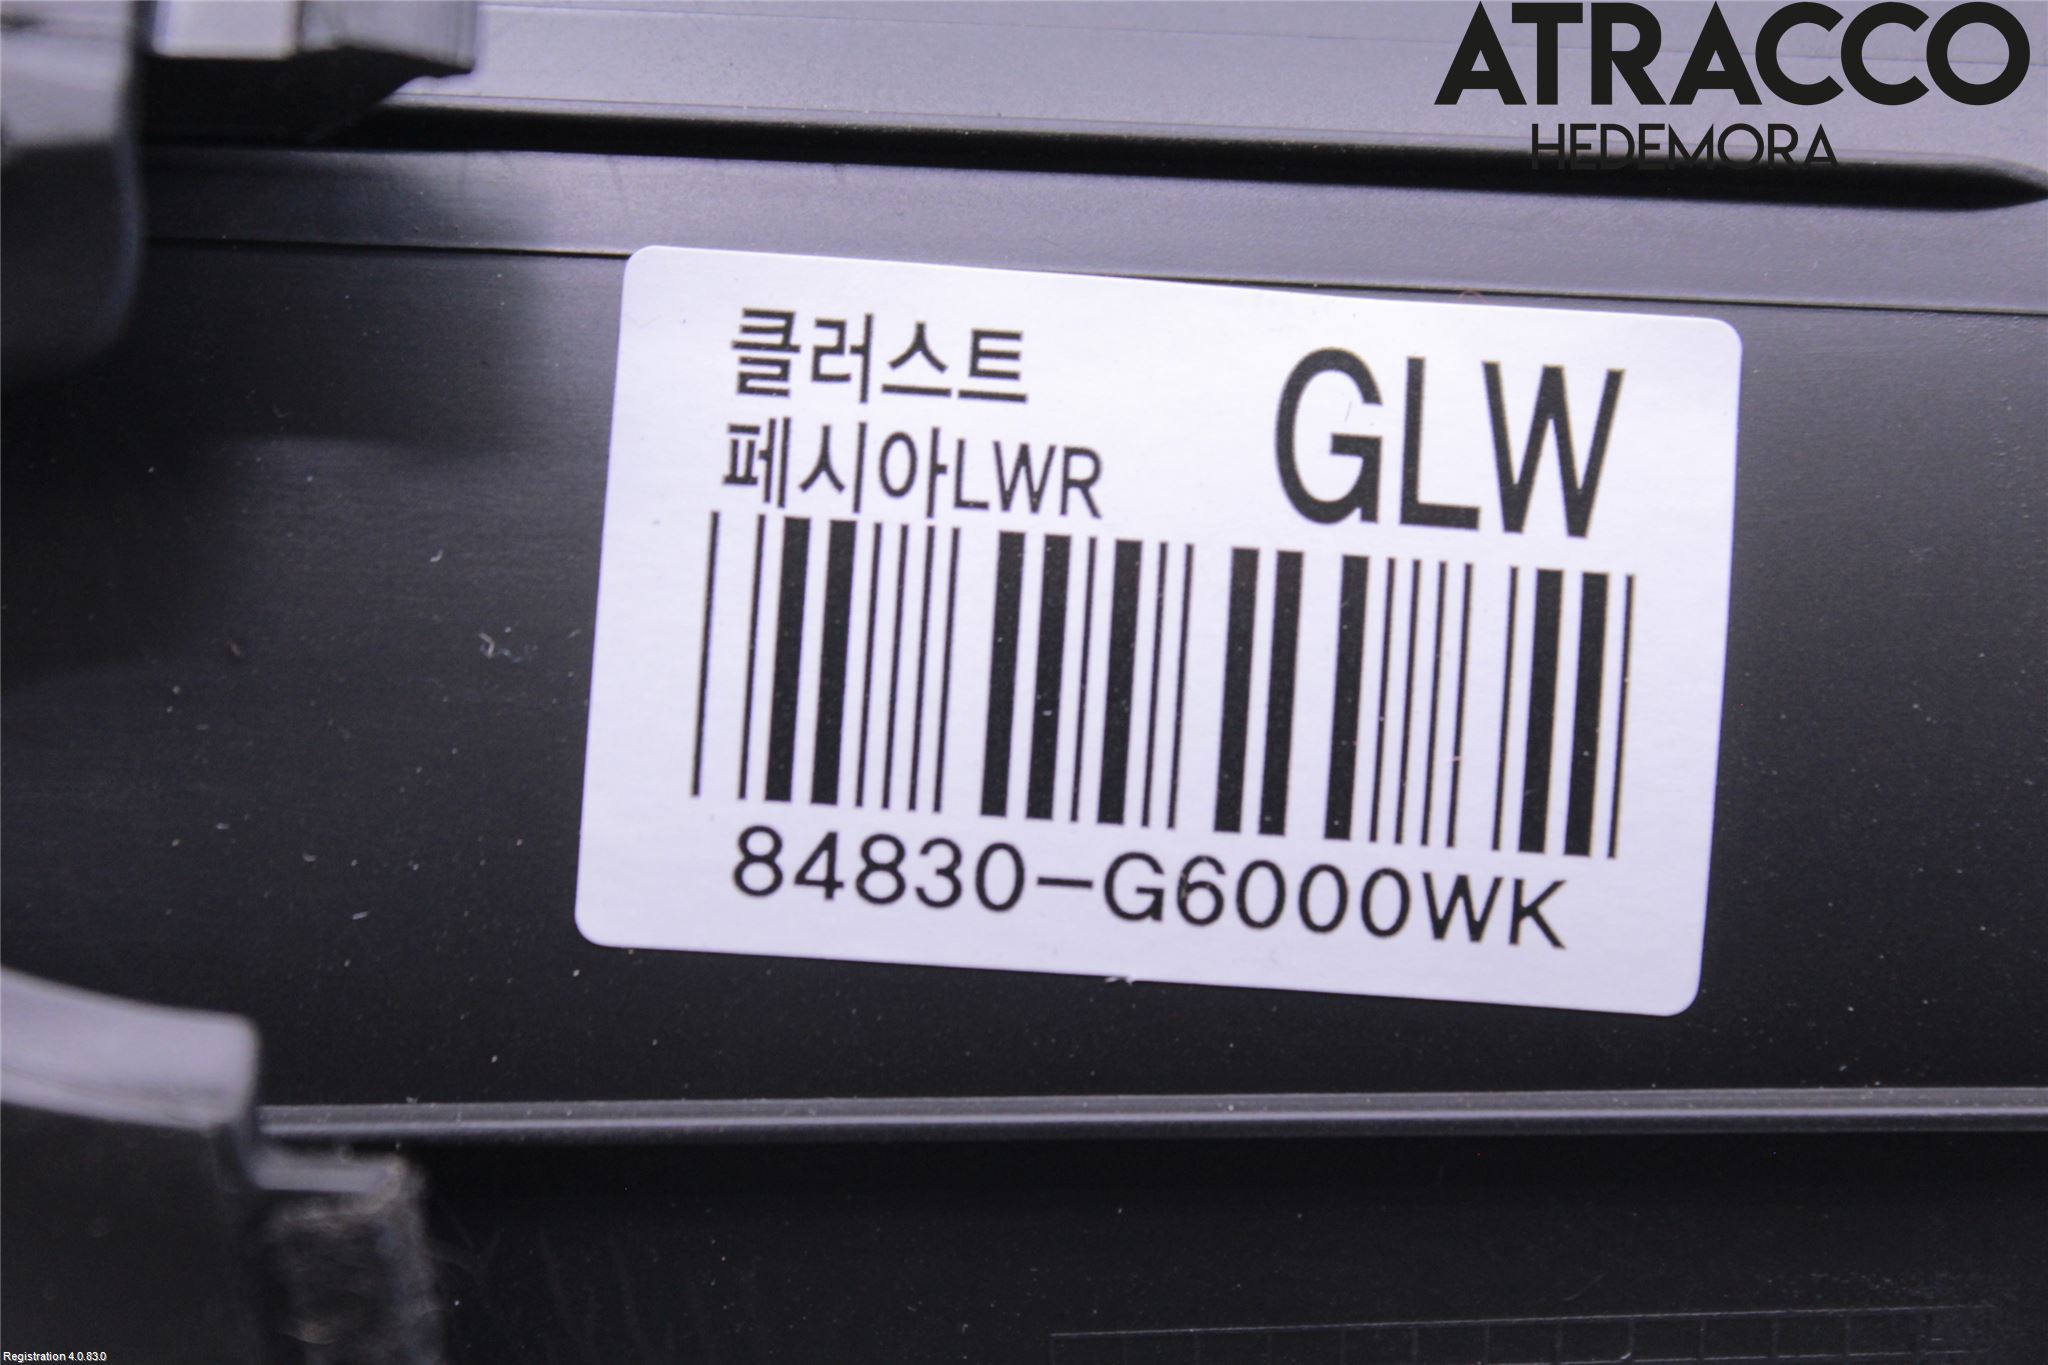 ATRACCO
HEDEMORA
클러스트
페시아LWR
GLW
84830-G6000WK
Registration 4.0.83.0